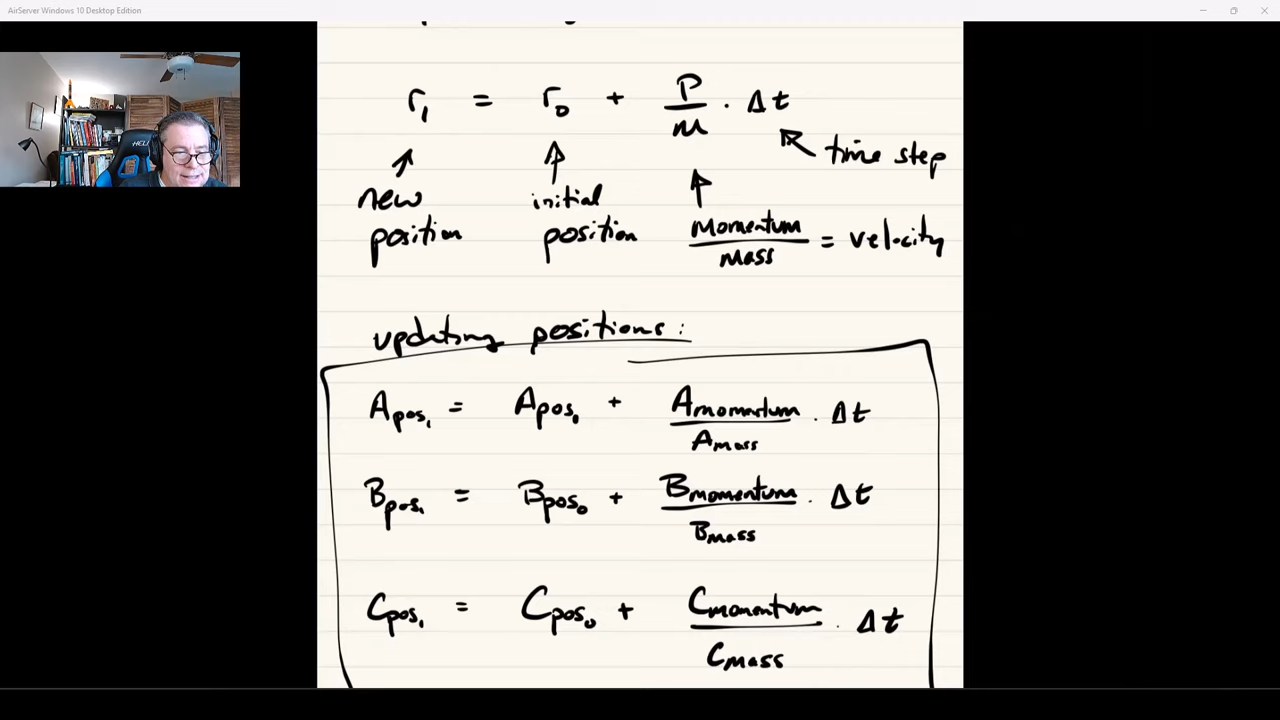 AirServer Windows 10 Desktop Edition
r₁ = r₀ + P/m · Δt
time step
new position
initial position
momentum/mass = velocity
updating positions:
Apos₁ = Apos₀ + Amomentum/Amass · Δt
Bpos₁ = Bpos₀ + Bmomentum/Bmass · Δt
Cpos₁ = Cpos₀ + Cmomentum/Cmass · Δt